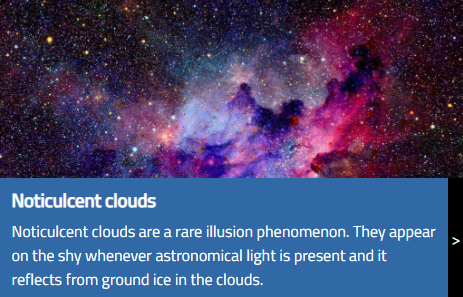 Noticulcent clouds
Noticulcent clouds are a rare illusion phenomenon. They appear
on the shy whenever astronomical light is present and it
reflects from ground ice in the clouds.
>